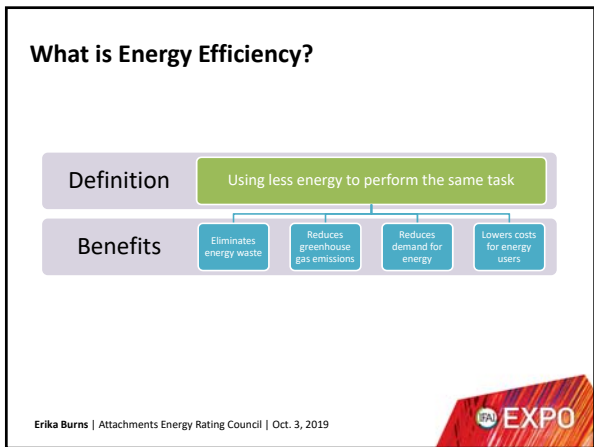 What is Energy Efficiency?
Definition
Using less energy to perform the same task
Benefits
Eliminates
energy waste
Reduces
greenhouse
gas emissions
Reduces
demand for
energy
Lowers costs
for energy
users
Erika Burns | Attachments Energy Rating Council | Oct. 3, 2019
IFAI EXPO